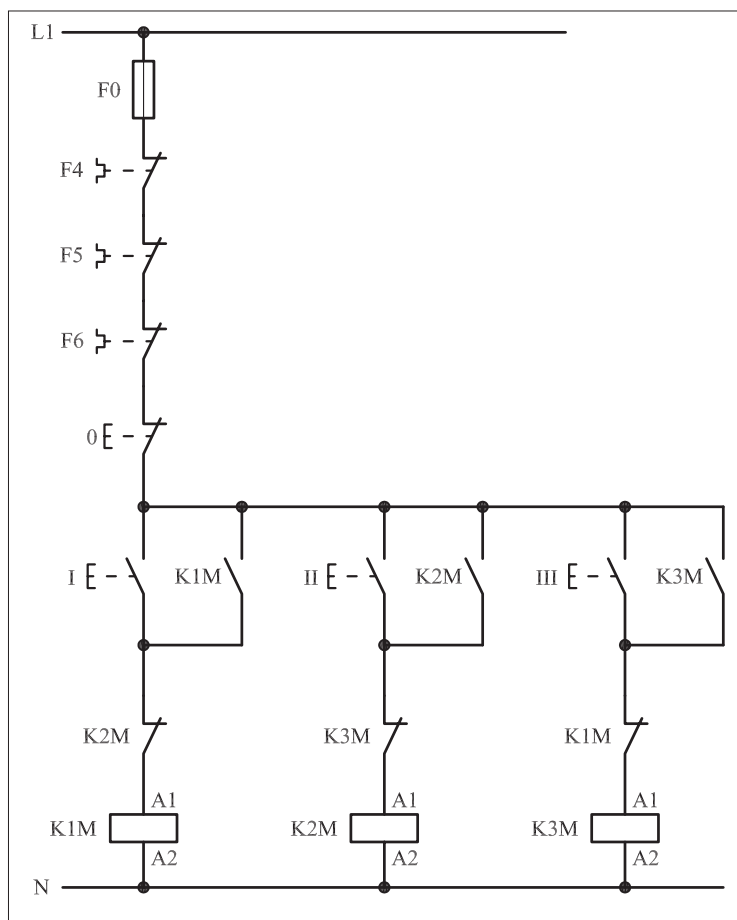 L1
F0
F4
F5
F6
0
I K1M II K2M III K3M
K2M K3M K1M
A1 A1 A1
K1M K2M K3M
A2 A2 A2
N